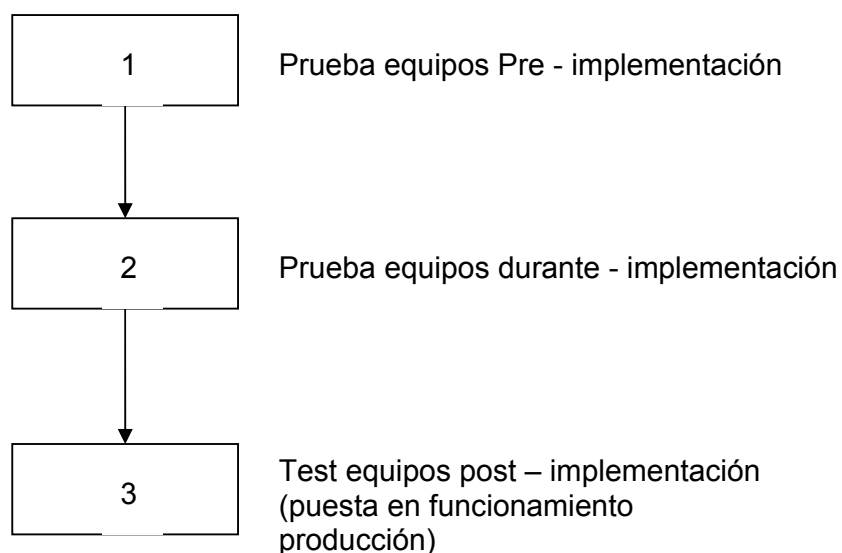 1
Prueba equipos Pre - implementación
2
Prueba equipos durante - implementación
3
Test equipos post – implementación
(puesta en funcionamiento
producción)